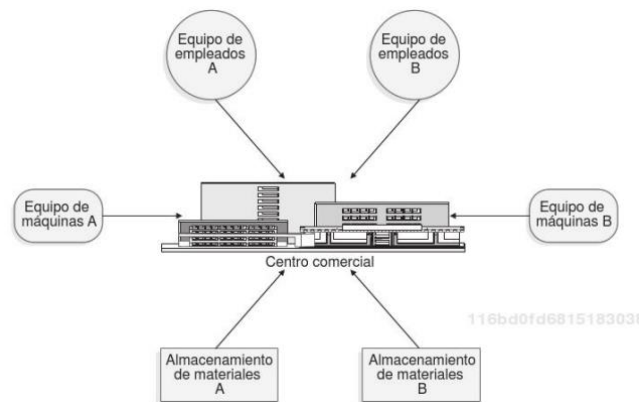 Equipo de
empleados
A
Equipo de
empleados
B
Equipo de
máquinas A
Equipo de
máquinas B
Centro comercial
116bd0fd681518303
Almacenamiento
de materiales
A
Almacenamiento
de materiales
B